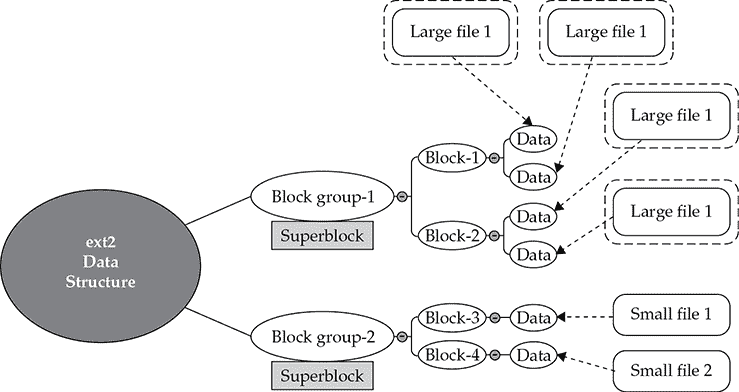 Large file 1
Large file 1
Large file 1
Large file 1
ext2
Data
Structure
Block group-1
Superblock
Block-1
Data
Data
Block-2
Data
Data
Block group-2
Superblock
Block-3
Data
Small file 1
Block-4
Data
Small file 2